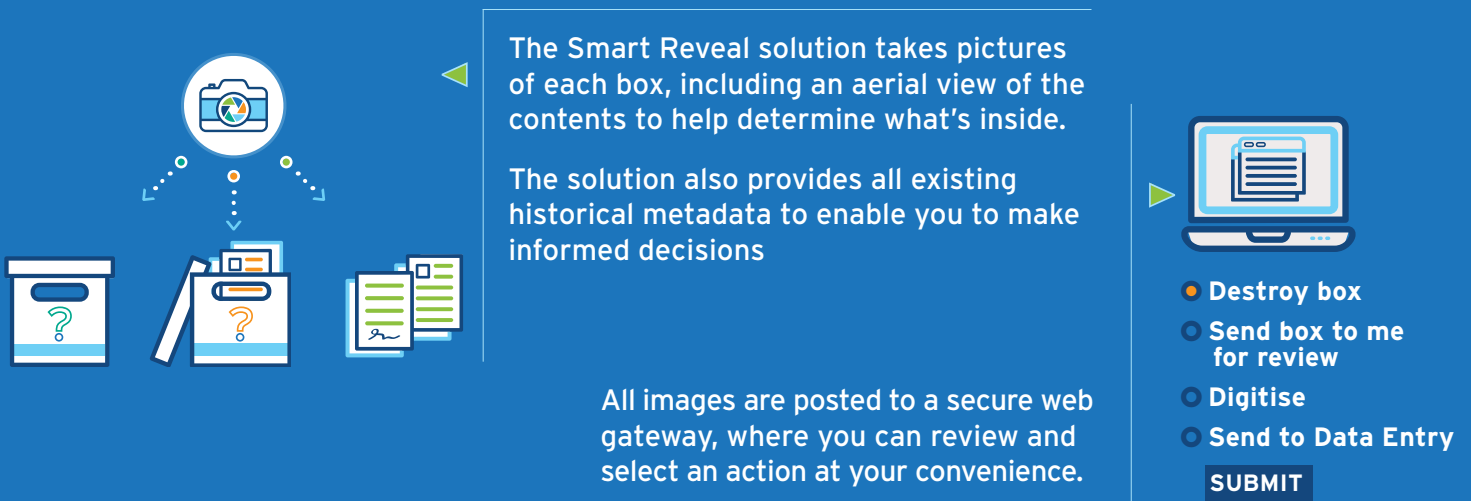 The Smart Reveal solution takes pictures
of each box, including an aerial view of the
contents to help determine what's inside.
The solution also provides all existing
historical metadata to enable you to make
informed decisions
All images are posted to a secure web
gateway, where you can review and
select an action at your convenience.
Destroy box
Send box to me
for review
Digitise
Send to Data Entry
SUBMIT
? 
?